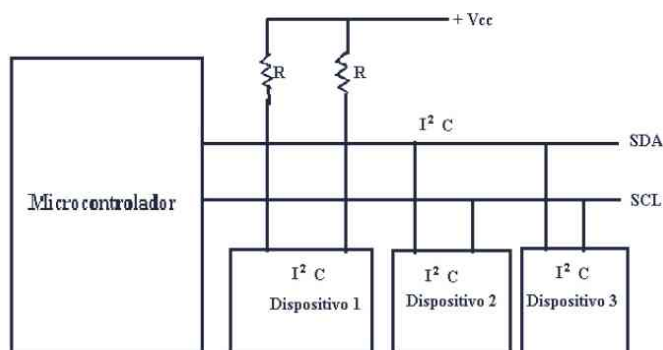 + Vcc
R
R
I² C
SDA
Microcontrolador
SCL
I² C
Dispositivo 1
I² C
Dispositivo 2
I² C
Dispositivo 3